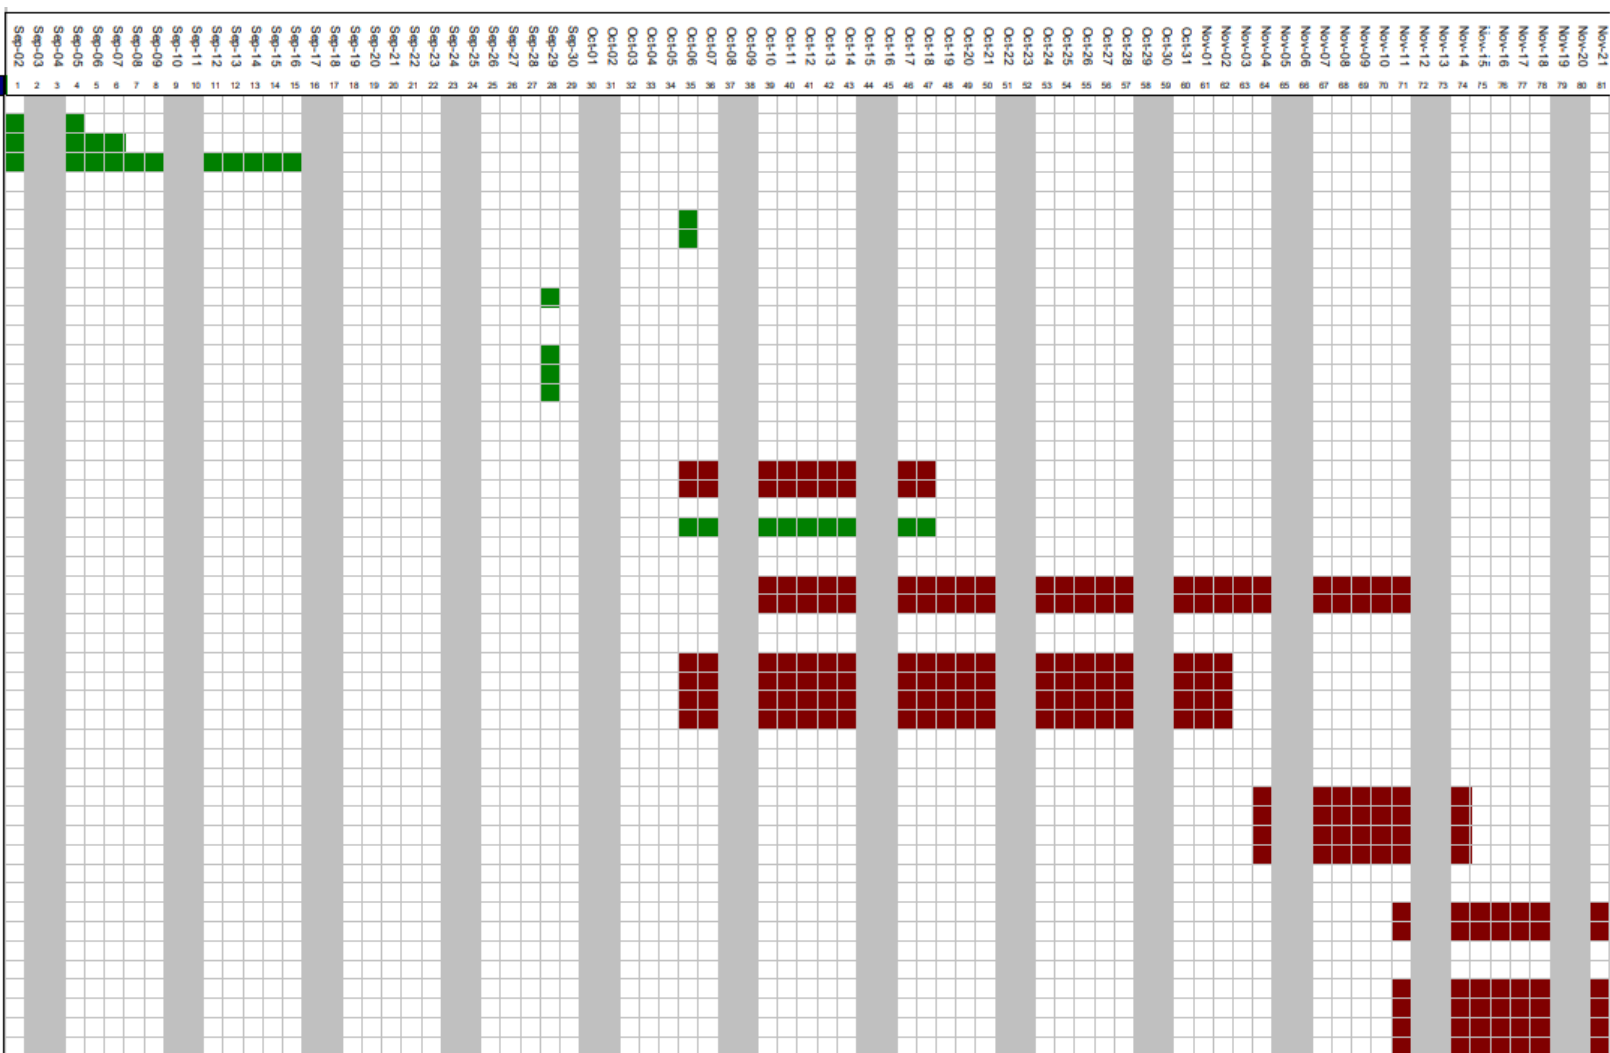 Sep-02 Sep-03 Sep-04 Sep-05 Sep-06 Sep-07 Sep-08 Sep-09 Sep-10 Sep-11 Sep-12 Sep-13 Sep-14 Sep-15 Sep-16 Sep-17 Sep-18 Sep-19 Sep-20 Sep-21 Sep-22 Sep-23 Sep-24 Sep-25 Sep-26 Sep-27 Sep-28 Sep-29 Sep-30 Oct-01 Oct-02 Oct-03 Oct-04 Oct-05 Oct-06 Oct-07 Oct-08 Oct-09 Oct-10 Oct-11 Oct-12 Oct-13 Oct-14 Oct-15 Oct-16 Oct-17 Oct-18 Oct-19 Oct-20 Oct-21 Oct-22 Oct-23 Oct-24 Oct-25 Oct-26 Oct-27 Oct-28 Oct-29 Oct-30 Oct-31 Nov-01 Nov-02 Nov-03 Nov-04 Nov-05 Nov-06 Nov-07 Nov-08 Nov-09 Nov-10 Nov-11 Nov-12 Nov-13 Nov-14 Nov-15 Nov-16 Nov-17 Nov-18 Nov-19 Nov-20 Nov-21
1 2 3 4 5 6 7 8 9 10 11 12 13 14 15 16 17 18 19 20 21 22 23 24 25 26 27 28 29 30 31 32 33 34 35 36 37 38 39 40 41 42 43 44 45 46 47 48 49 50 51 52 53 54 55 56 57 58 59 60 61 62 63 64 65 66 67 68 69 70 71 72 73 74 75 76 77 78 79 80 81